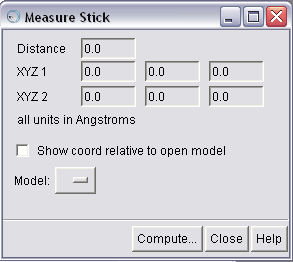 Measure Stick
Distance 0.0
XYZ 1 0.0 0.0 0.0
XYZ 2 0.0 0.0 0.0
all units in Angstroms
Show coord relative to open model
Model:
Compute... Close Help